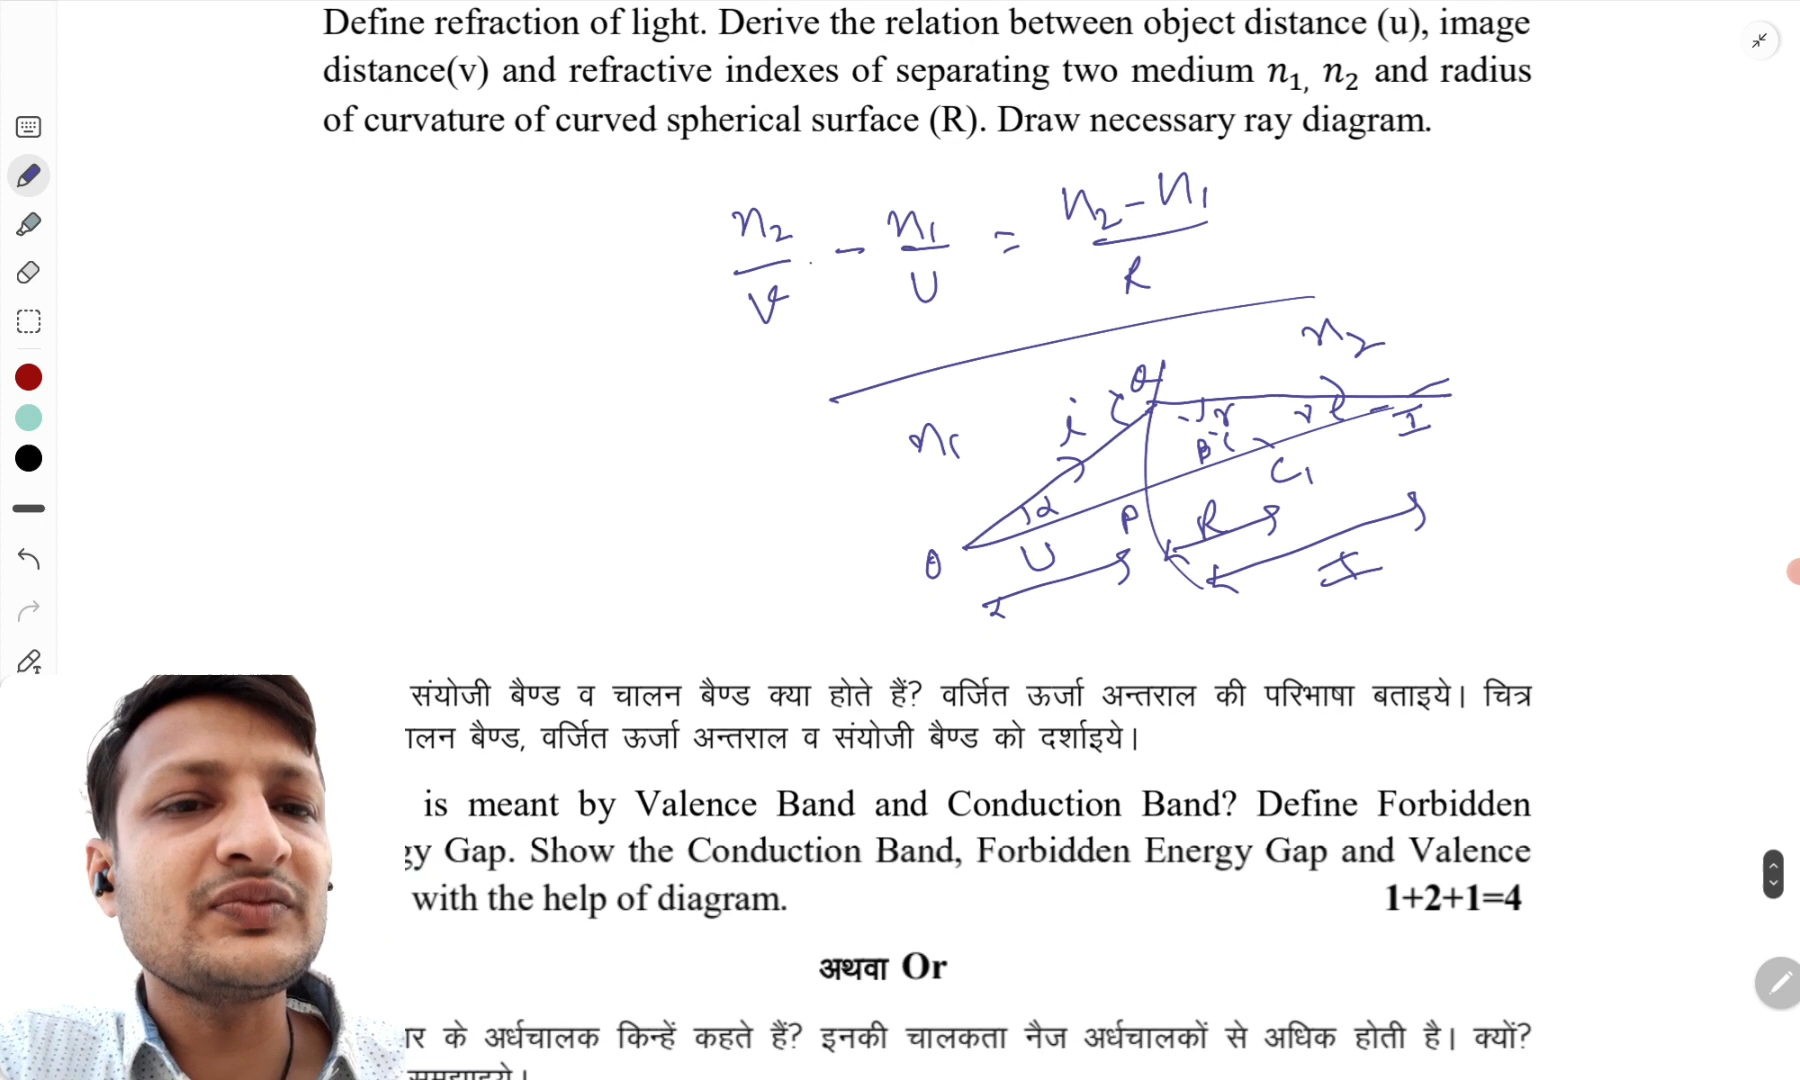 Define refraction of light. Derive the relation between object distance (u), image
distance(v) and refractive indexes of separating two medium n₁, n₂ and radius
of curvature of curved spherical surface (R). Draw necessary ray diagram.
n₂/v - n₁/U = n₂-n₁/R
n₂
n₁
i
r
β
I
C₁
α
P
R
U
O
I
संयोजी बैण्ड व चालन बैण्ड क्या होते हैं? वर्जित ऊर्जा अन्तराल की परिभाषा बताइये। चित्र
ालन बैण्ड, वर्जित ऊर्जा अन्तराल व संयोजी बैण्ड को दर्शाइये।
is meant by Valence Band and Conduction Band? Define Forbidden
gy Gap. Show the Conduction Band, Forbidden Energy Gap and Valence
with the help of diagram. 1+2+1=4
अथवा Or
ार के अर्धचालक किन्हें कहते हैं? इनकी चालकता नैज अर्धचालकों से अधिक होती है। क्यों?